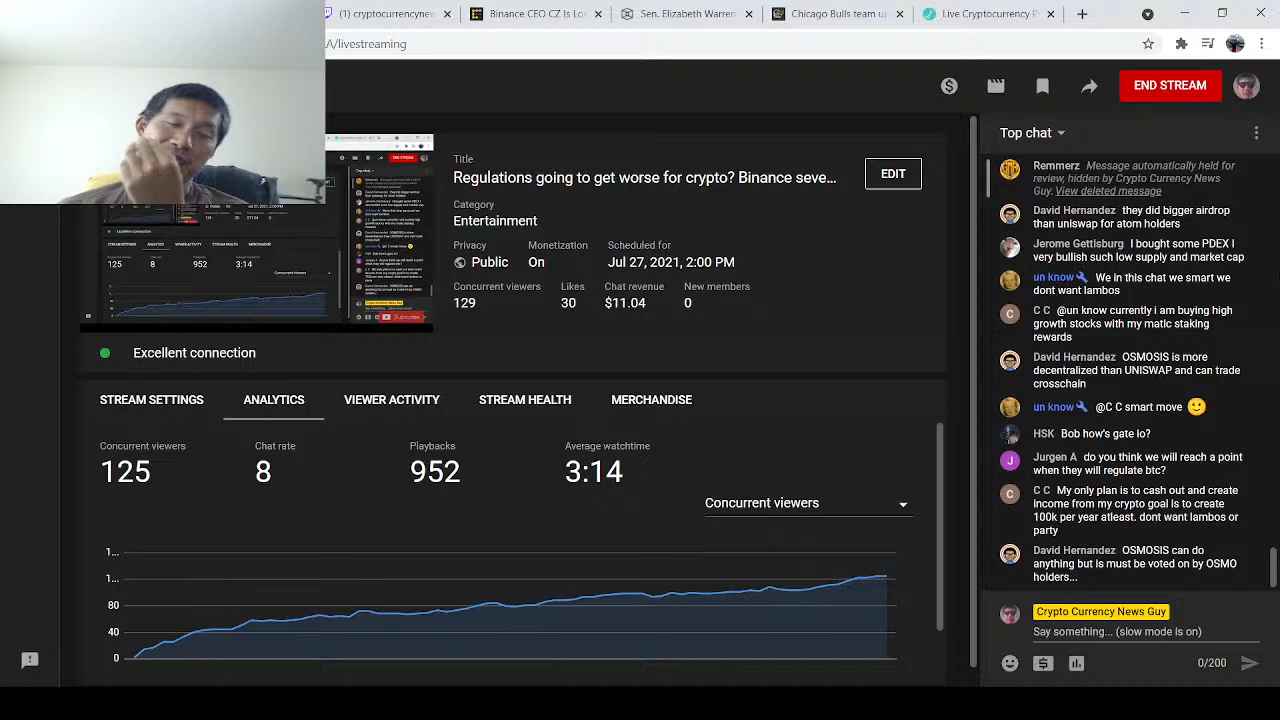 (1) cryptocurrencynew
Binance CEO CZ Is Lo
Sen. Elizabeth Warren
Chicago Bulls team up
Live Cryptocurrency P
A/livestreaming
END STREAM
Title
Regulations going to get worse for crypto? Binance says
EDIT
Category
Entertainment
Privacy
Monetization
Scheduled for
Public
On
Jul 27, 2021, 2:00 PM
Concurrent viewers
Likes
Chat revenue
New members
129
30
$11.04
0
Excellent connection
STREAM SETTINGS
ANALYTICS
VIEWER ACTIVITY
STREAM HEALTH
MERCHANDISE
Concurrent viewers
Chat rate
Playbacks
Average watchtime
125
8
952
3:14
Concurrent viewers
1...
1...
80
40
0
Top chat
Remmerz Message automatically held for
review, hidden by Crypto Currency News
Guy. View held message
David Hernandez they did bigger airdrop
than uniswap to atom holders
I bought some PDEX I
very much like it low supply and market cap
un know We in this chat we smart we
dont want lambos
C C @un know currently i am buying high
growth stocks with my matic staking
rewards
David Hernandez OSMOSIS is more
decentralized than UNISWAP and can trade
crosschain
un know @C C smart move
HSK Bob how's gate io?
Jurgen A do you think we will reach a point
when they will regulate btc?
C C My only plan is to cash out and create
income from my crypto goal is to create
100k per year atleast. dont want lambos or
party
David Hernandez OSMOSIS can do
anything but is must be voted on by OSMO
holders...
Crypto Currency News Guy
Say something... (slow mode is on)
0/200